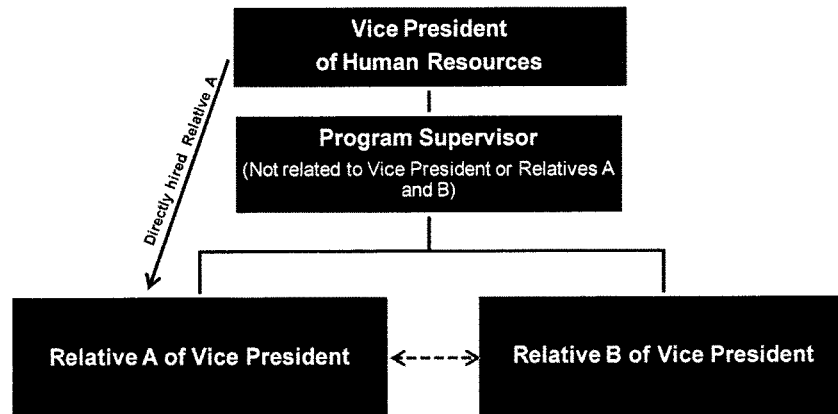 Vice President
of Human Resources
Directly hired Relative A
Program Supervisor
(Not related to Vice President or Relatives A
and B)
Relative A of Vice President
Relative B of Vice President